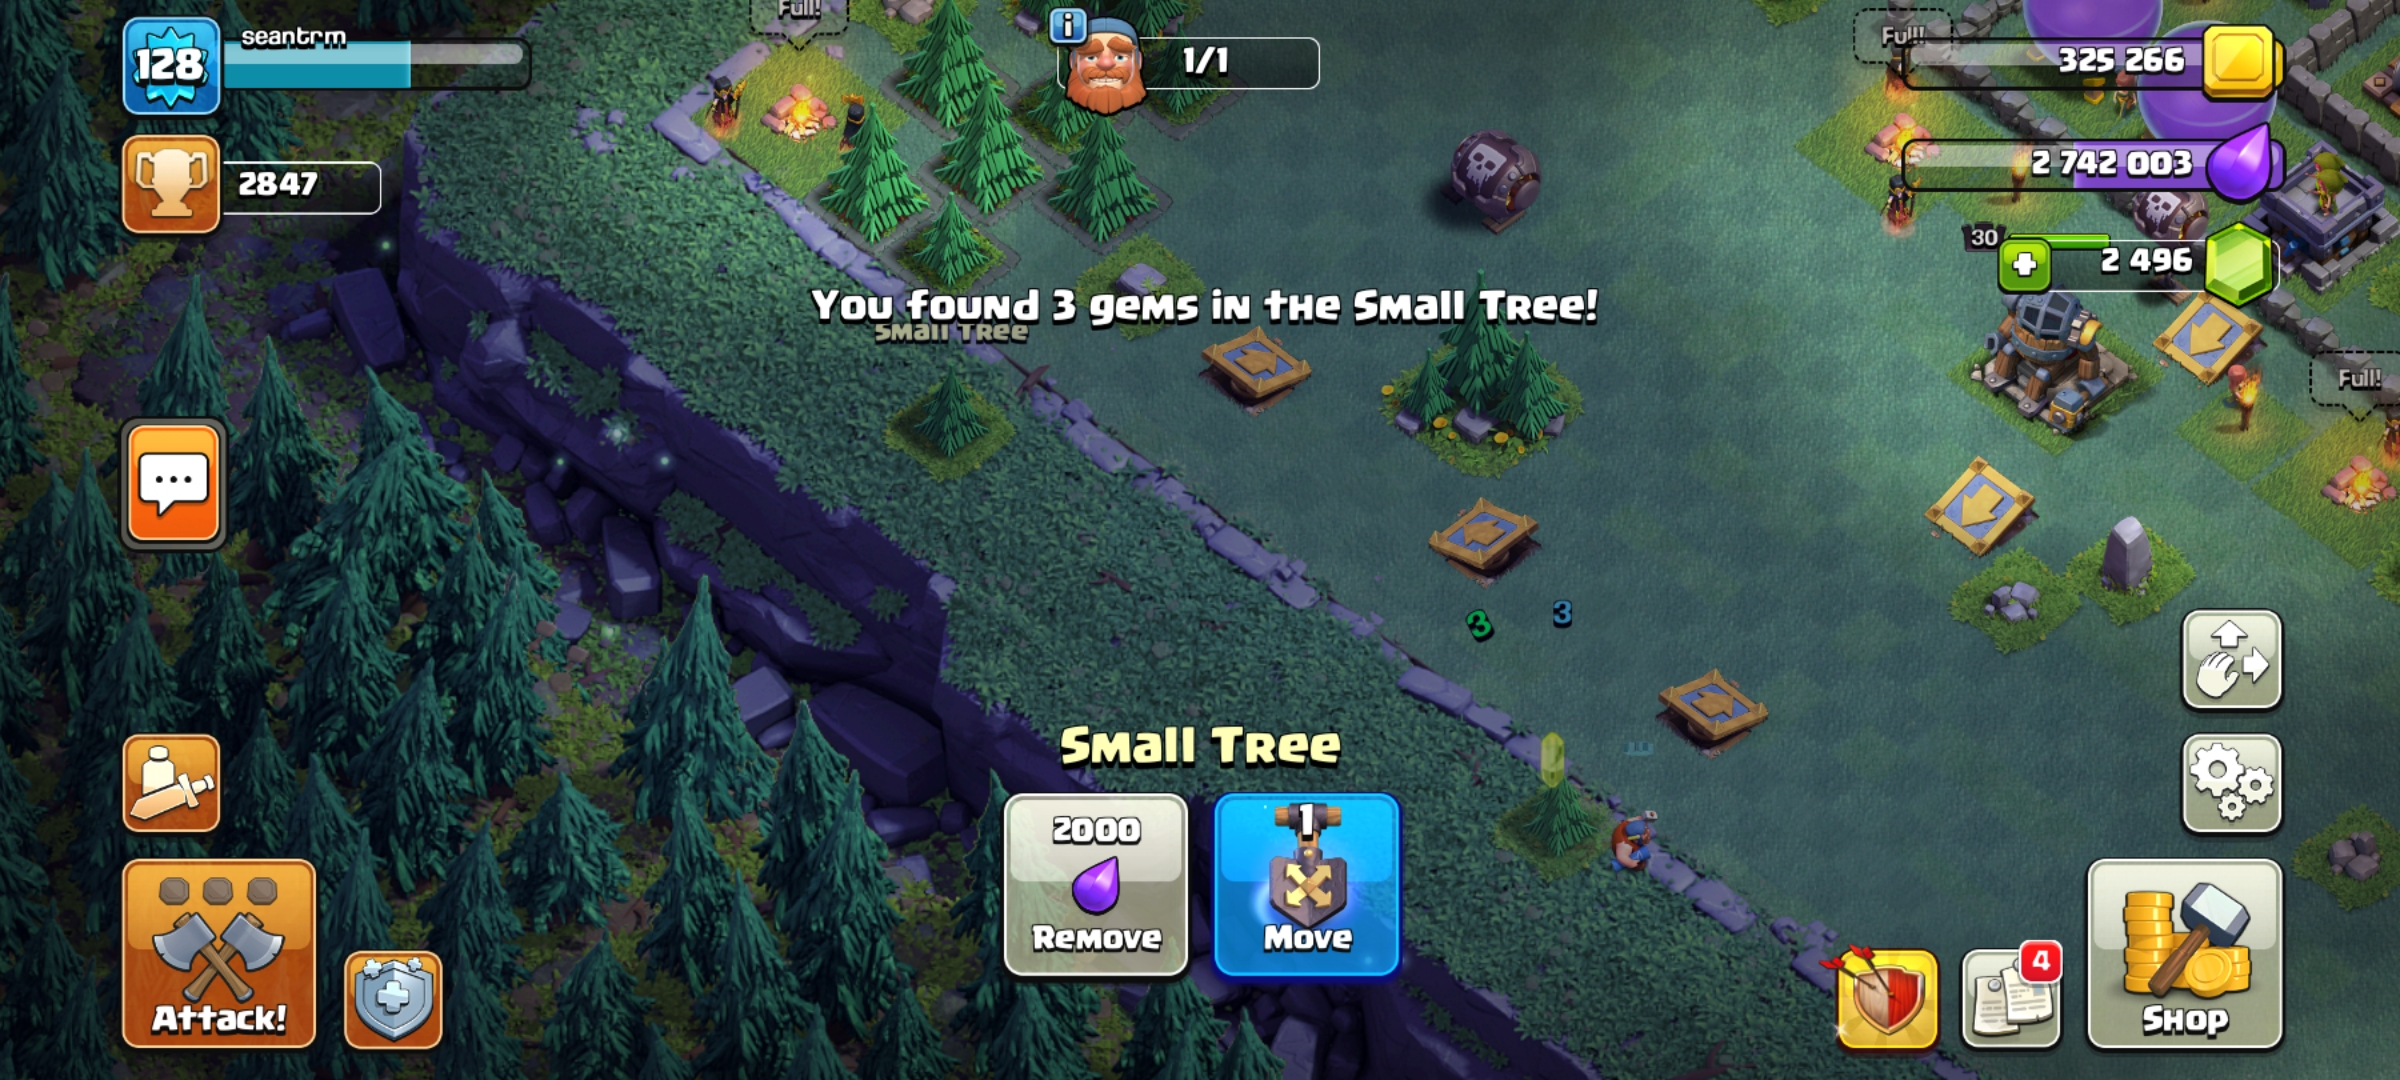 128
seantrm
Full!
1/1
Full!
325 266
2847
2 742 003
30
2 496
You found 3 gems in the Small Tree!
Small Tree
Full!
3
3
Small Tree
2000
Remove
1
Move
4
Attack!
Shop